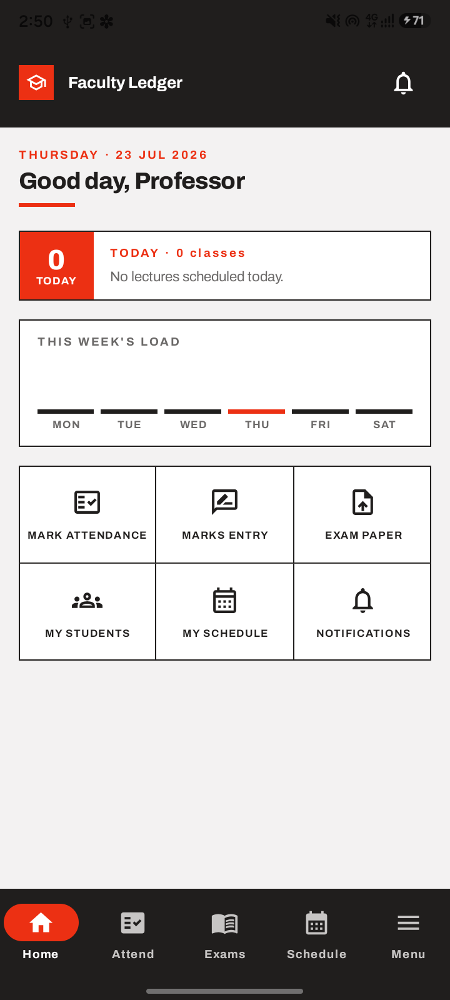 2:50
4G
71
Faculty Ledger
THURSDAY · 23 JUL 2026
Good day, Professor
0
TODAY
TODAY · 0 classes
No lectures scheduled today.
THIS WEEK'S LOAD
MON TUE WED THU FRI SAT
MARK ATTENDANCE MARKS ENTRY EXAM PAPER
MY STUDENTS MY SCHEDULE NOTIFICATIONS
Home Attend Exams Schedule Menu